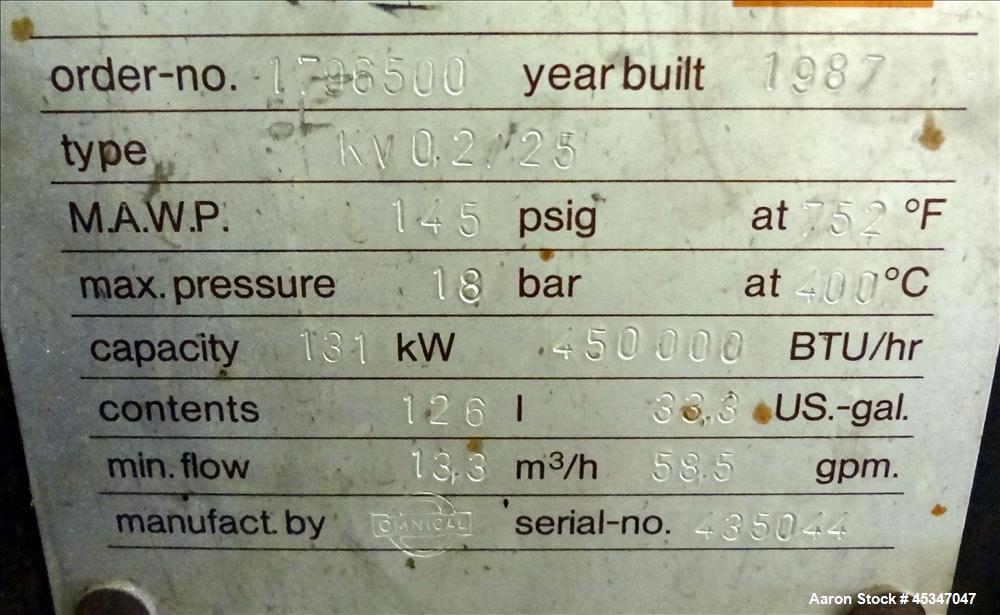 order-no. 1796500 year built 1987
type KV 0.2/25
M.A.W.P. 145 psig at 752 °F
max. pressure 18 bar at 400 °C
capacity 131 kW 450 000 BTU/hr
contents 126 l 33,3 US.-gal.
min. flow 13,3 m³/h 58,5 gpm.
manufact. by OMNICAL serial-no. 435044
Aaron Stock # 45347047